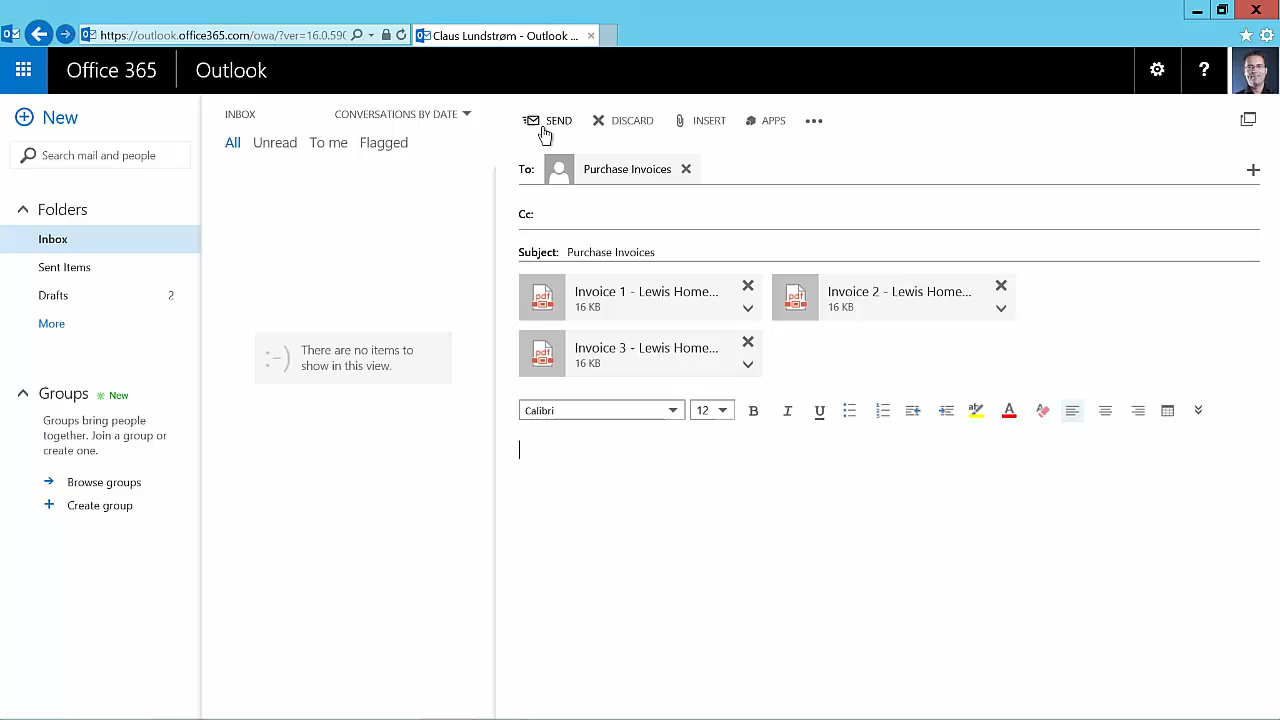 https://outlook.office365.com/owa/?ver=16.0.590
Claus Lundstrøm - Outlook ...
Office 365
Outlook
New
Search mail and people
Folders
Inbox
Sent Items
Drafts 2
More
Groups New
Groups bring people
together. Join a group or
create one.
Browse groups
Create group
INBOX CONVERSATIONS BY DATE
All Unread To me Flagged
:-) There are no items to
show in this view.
SEND DISCARD INSERT APPS •••
To: Purchase Invoices
Cc:
Subject: Purchase Invoices
pdf Invoice 1 - Lewis Home...
16 KB
pdf Invoice 2 - Lewis Home...
16 KB
pdf Invoice 3 - Lewis Home...
16 KB
Calibri 12 B I U A